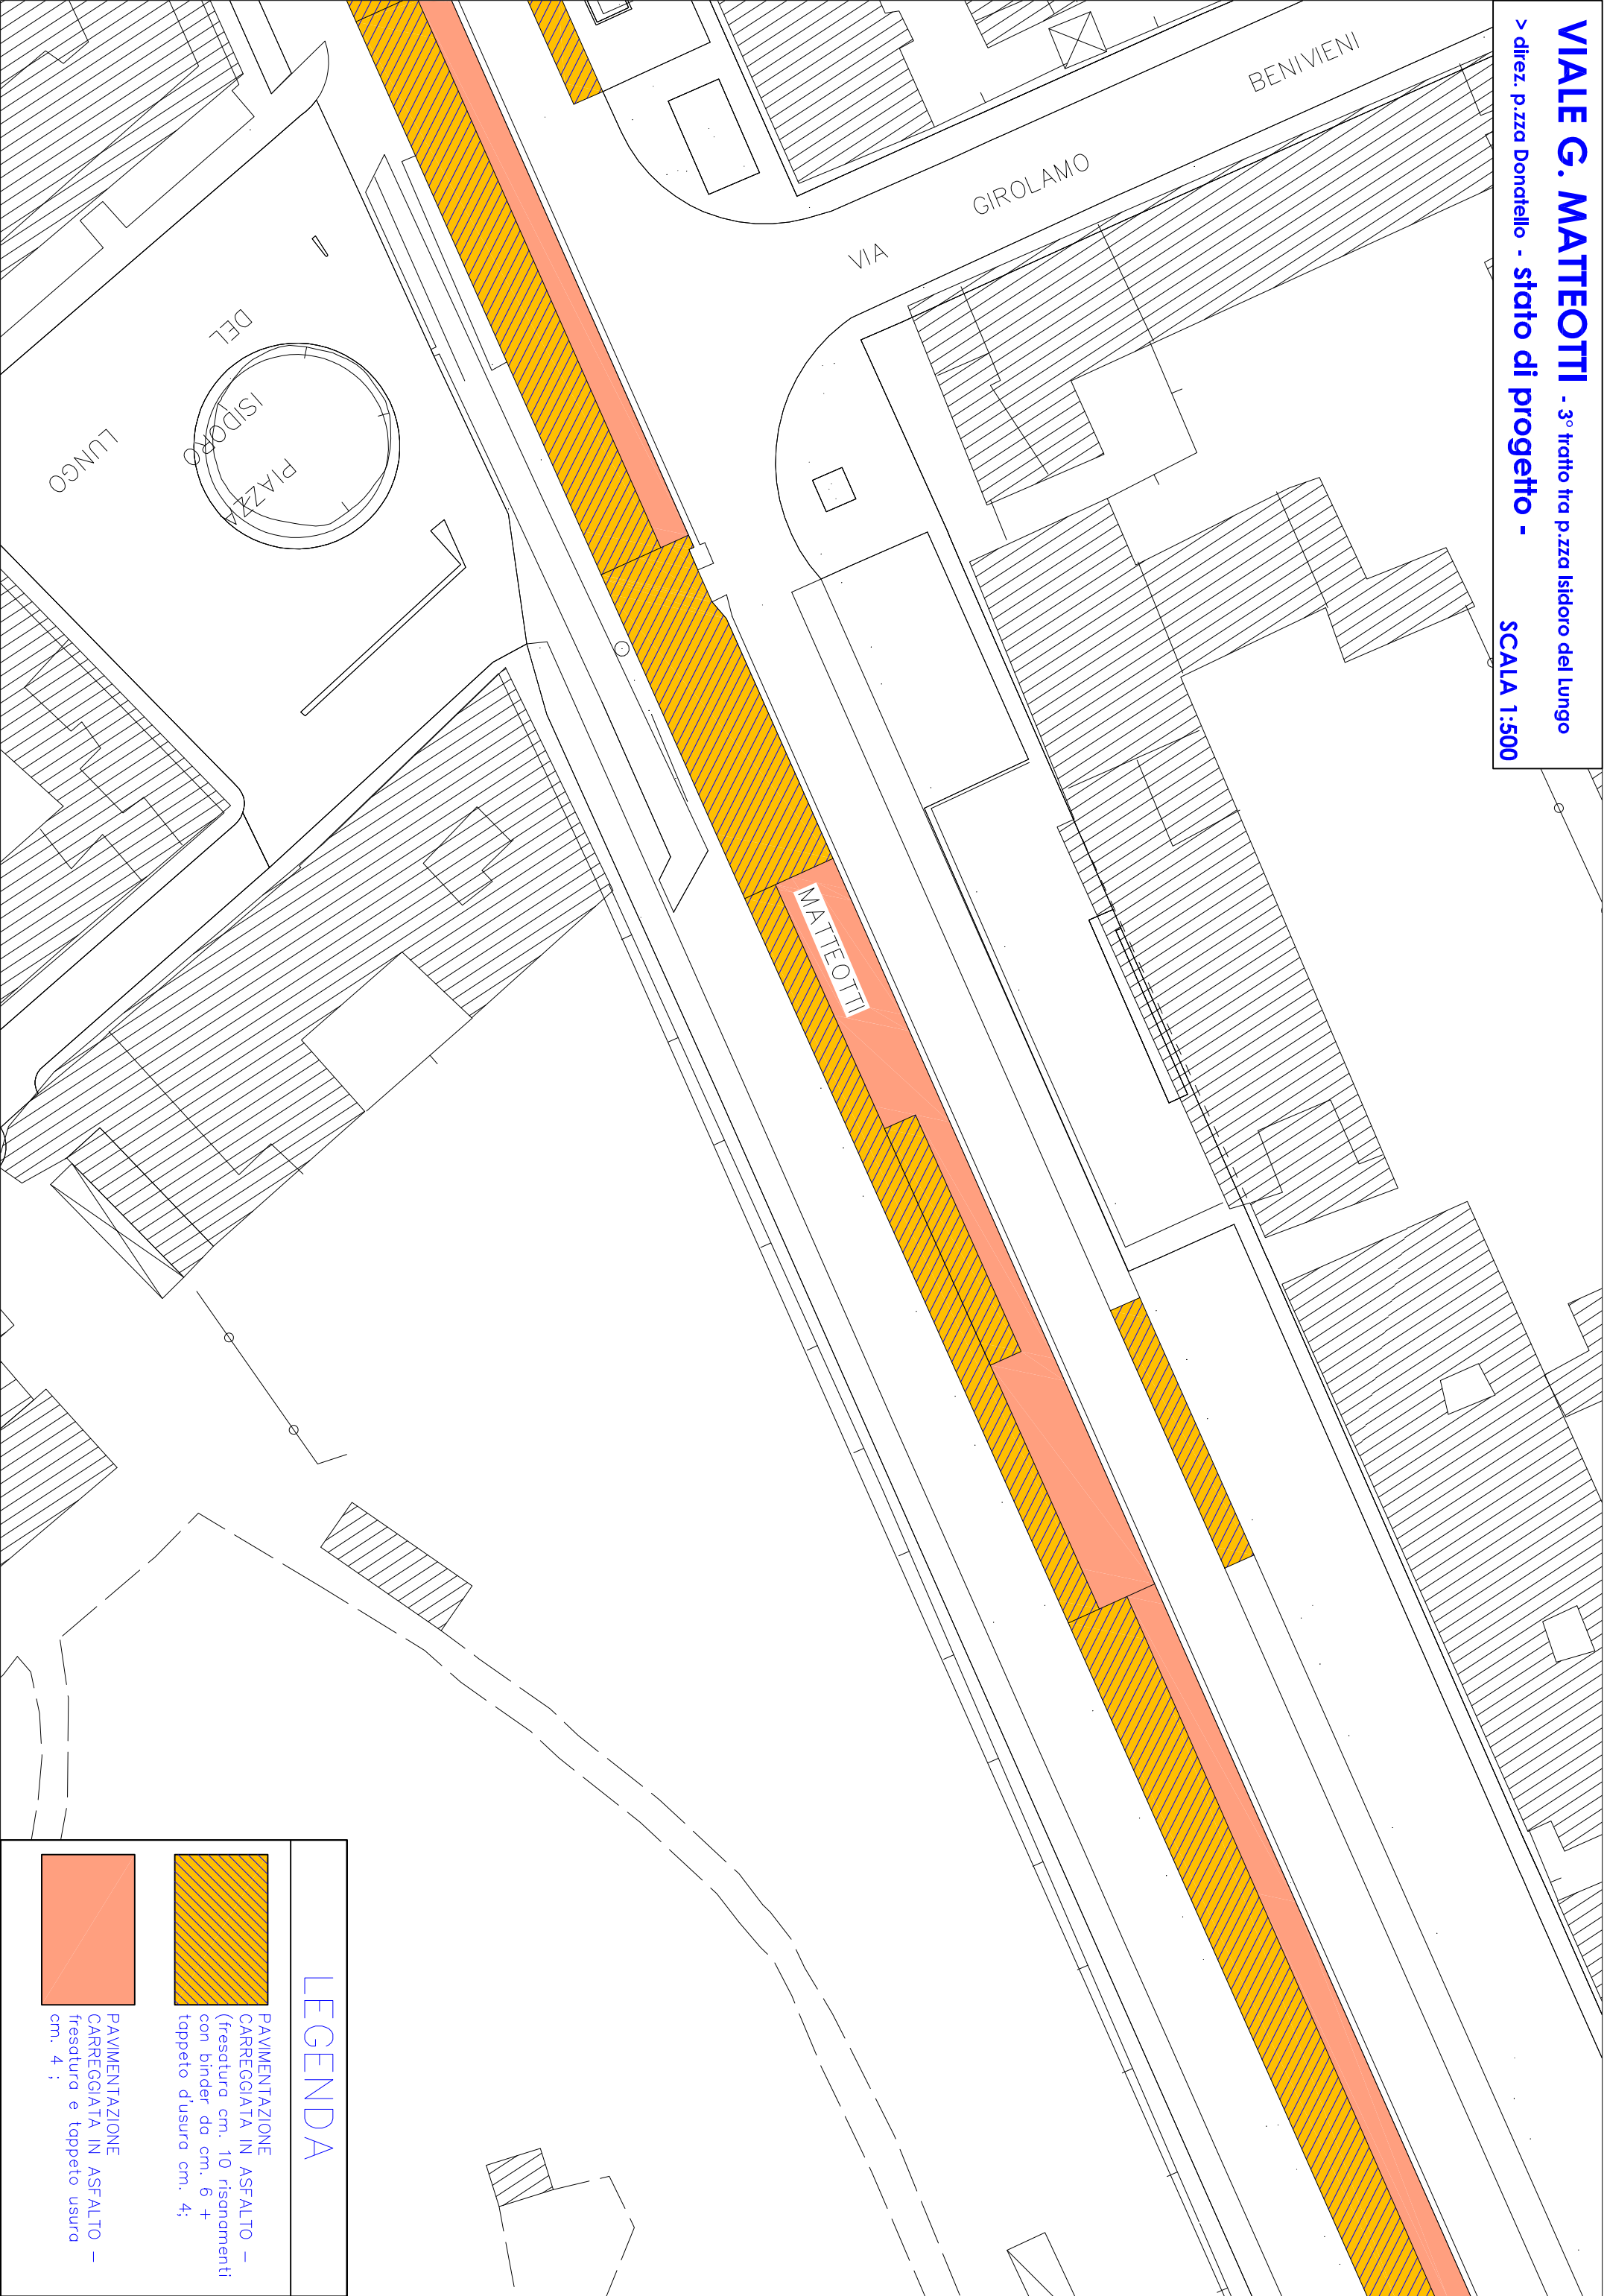 VIALE G. MATTEOTTI - 3° tratto tra p.zza Isidoro del Lungo
> direz. p.zza Donatello - stato di progetto -
SCALA 1:500
BENIVIENI
GIROLAMO
VIA
DEL
ISIDORO
PIAZZA
LUNGO
MATTEOTTI
LEGENDA
PAVIMENTAZIONE
CARREGGIATA IN ASFALTO –
(fresatura cm. 10 risanamenti
con binder da cm. 6 +
tappeto d'usura cm. 4;
PAVIMENTAZIONE
CARREGGIATA IN ASFALTO –
fresatura e tappeto usura
cm. 4 ;